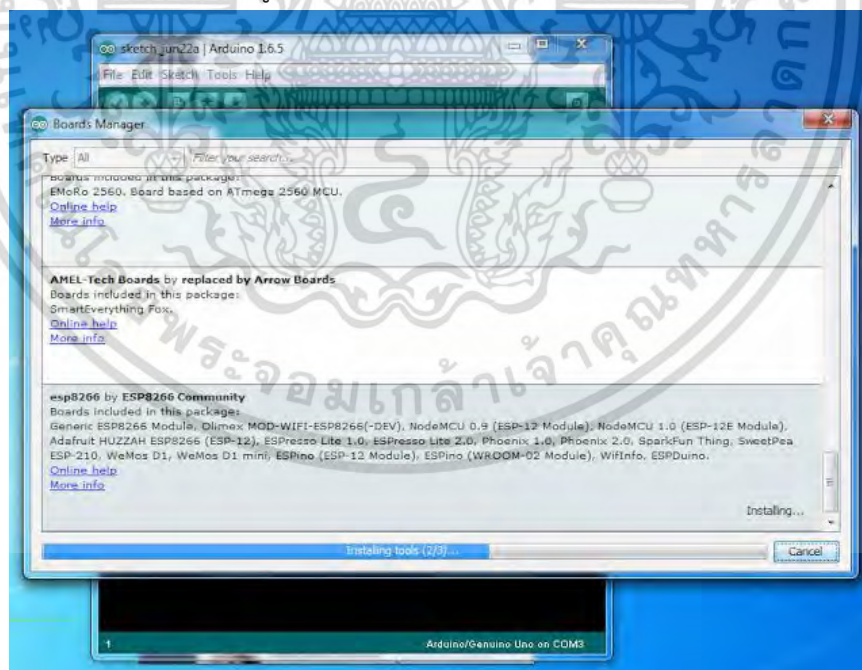 sketch_jun22a | Arduino 1.6.5
File Edit Sketch Tools Help
Boards Manager
Type All Filter your search...
Boards included in this package:
EMoRo 2560. Board based on ATmega 2560 MCU.
Online help
More info
AMEL-Tech Boards by replaced by Arrow Boards
Boards included in this package:
SmartEverything Fox.
Online help
More info
esp8266 by ESP8266 Community
Boards included in this package:
Generic ESP8266 Module, Olimex MOD-WIFI-ESP8266(-DEV), NodeMCU 0.9 (ESP-12 Module), NodeMCU 1.0 (ESP-12E Module),
Adafruit HUZZAH ESP8266 (ESP-12), ESPresso Lite 1.0, ESPresso Lite 2.0, Phoenix 1.0, Phoenix 2.0, SparkFun Thing, SweetPea
ESP-210, WeMos D1, WeMos D1 mini, ESPino (ESP-12 Module), ESPino (WROOM-02 Module), WifInfo, ESPDuino.
Online help
More info
Installing...
Installing tools (2/3)...
Cancel
1 Arduino/Genuino Uno on COM3